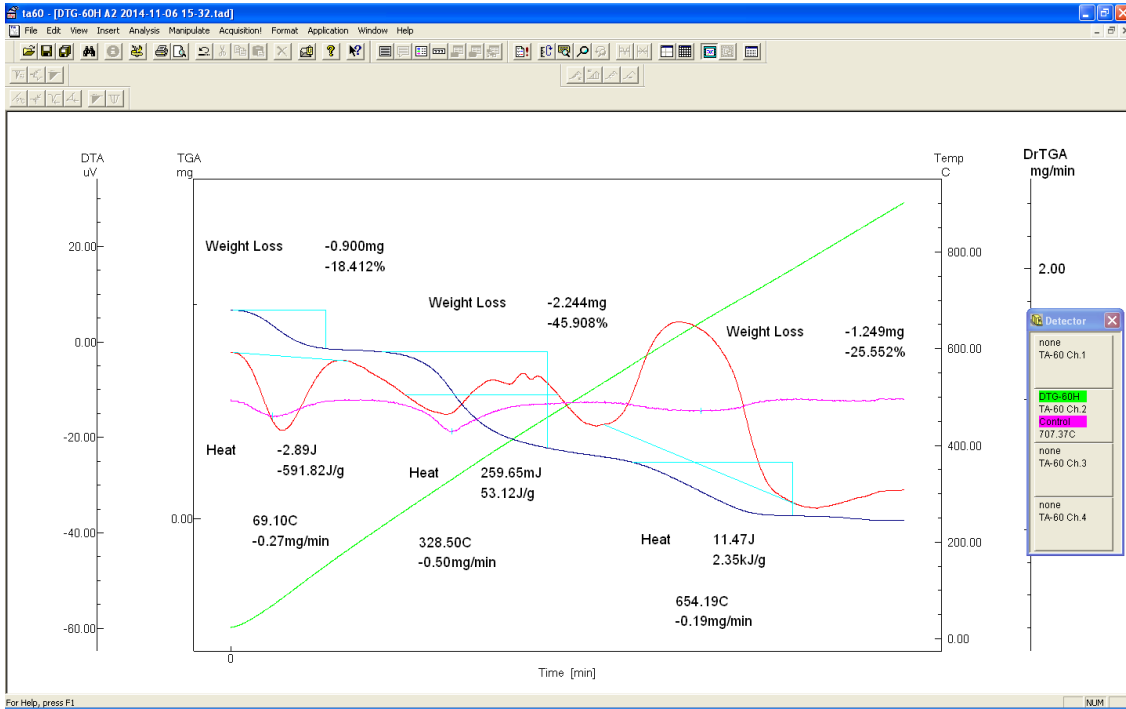 ta60 - [DTG-60H A2 2014-11-06 15-32.tad]
File Edit View Insert Analysis Manipulate Acquisition! Format Application Window Help
DTA
uV
TGA
mg
Temp
C
DrTGA
mg/min
20.00
0.00
-20.00
-40.00
-60.00
0.00
800.00
600.00
400.00
200.00
0.00
2.00
Weight Loss -0.900mg
-18.412%
Weight Loss -2.244mg
-45.908%
Weight Loss -1.249mg
-25.552%
Heat -2.89J
-591.82J/g
Heat 259.65mJ
53.12J/g
69.10C
-0.27mg/min
328.50C
-0.50mg/min
Heat 11.47J
2.35kJ/g
654.19C
-0.19mg/min
0
Time [min]
Detector
none
TA-60 Ch.1
DTG-60H
TA-60 Ch.2
Control
707.37C
none
TA-60 Ch.3
none
TA-60 Ch.4
For Help, press F1
NUM